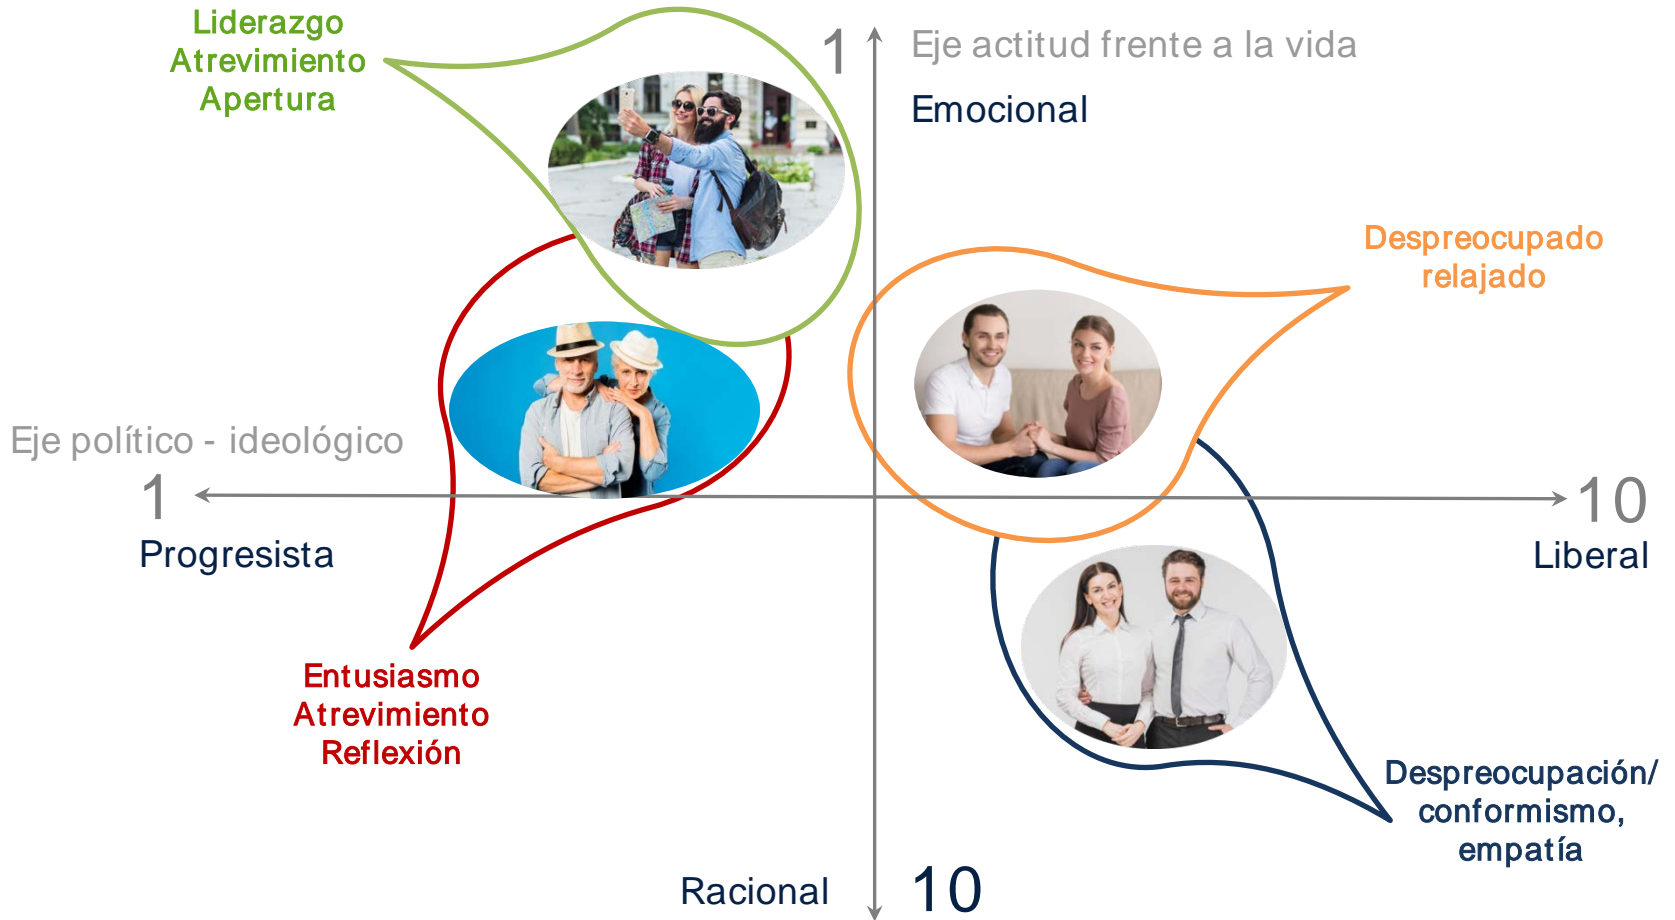 Liderazgo
Atrevimiento
Apertura
1
Eje actitud frente a la vida
Emocional
Despreocupado
relajado
Eje político - ideológico
1
10
Progresista
Liberal
Entusiasmo
Atrevimiento
Reflexión
Despreocupación/
conformismo,
empatía
Racional
10